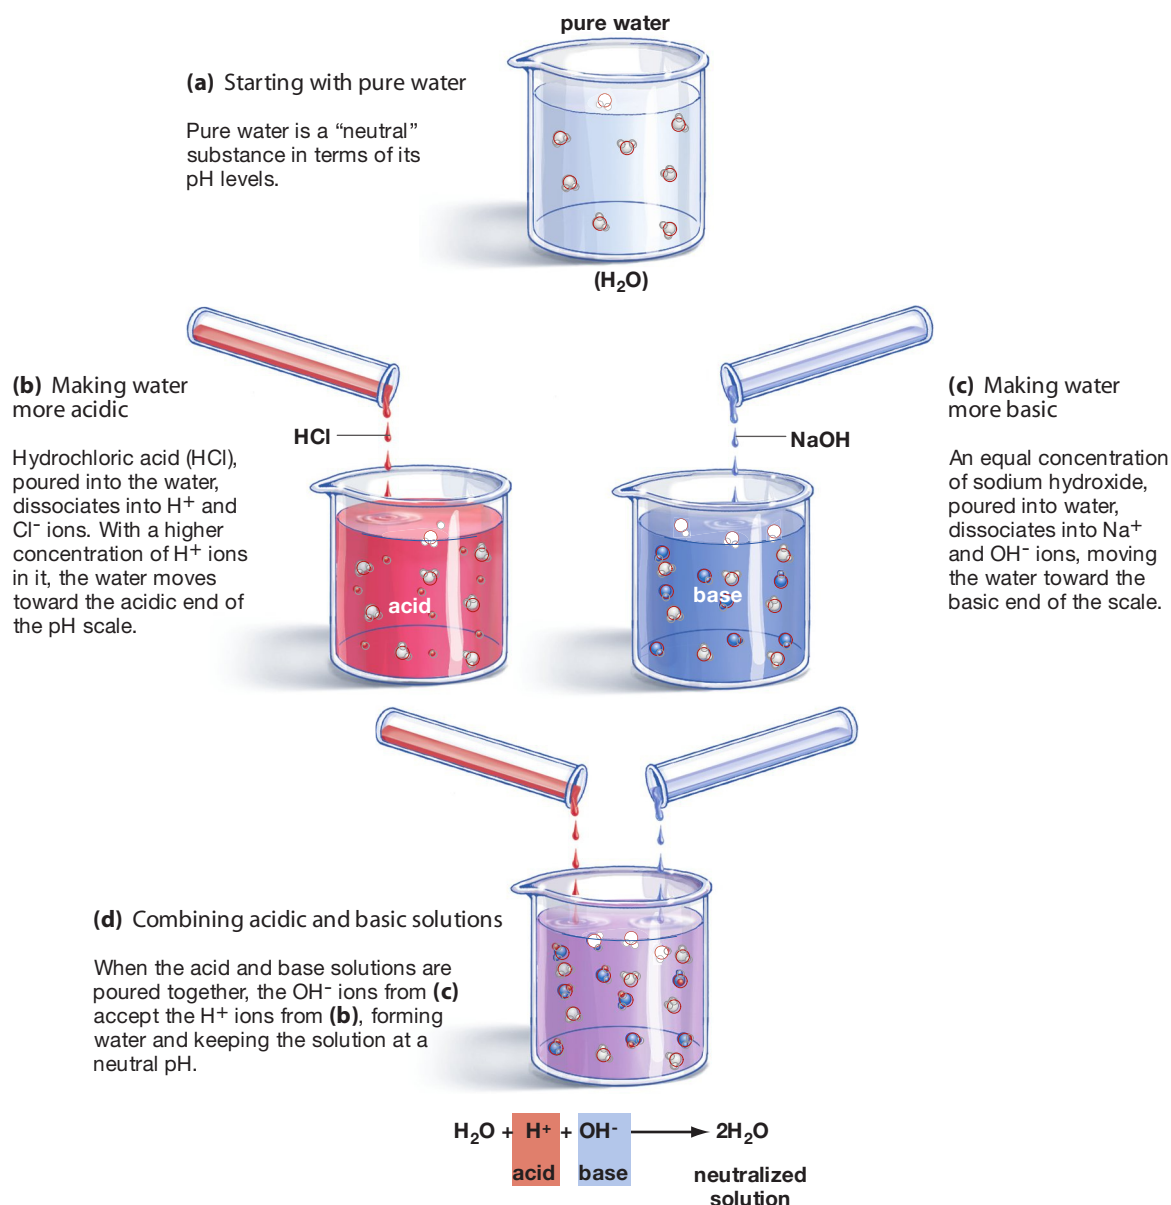 pure water
(a) Starting with pure water
Pure water is a “neutral”
substance in terms of its
pH levels.
(H₂O)
(b) Making water
more acidic
HCl
Hydrochloric acid (HCl),
poured into the water,
dissociates into H⁺ and
Cl⁻ ions. With a higher
concentration of H⁺ ions
in it, the water moves
toward the acidic end of
the pH scale.
acid
(c) Making water
more basic
NaOH
An equal concentration
of sodium hydroxide,
poured into water,
dissociates into Na⁺
and OH⁻ ions, moving
the water toward the
basic end of the scale.
base
(d) Combining acidic and basic solutions
When the acid and base solutions are
poured together, the OH⁻ ions from (c)
accept the H⁺ ions from (b), forming
water and keeping the solution at a
neutral pH.
H₂O + H⁺ + OH⁻ ⟶ 2H₂O
acid base neutralized
solution